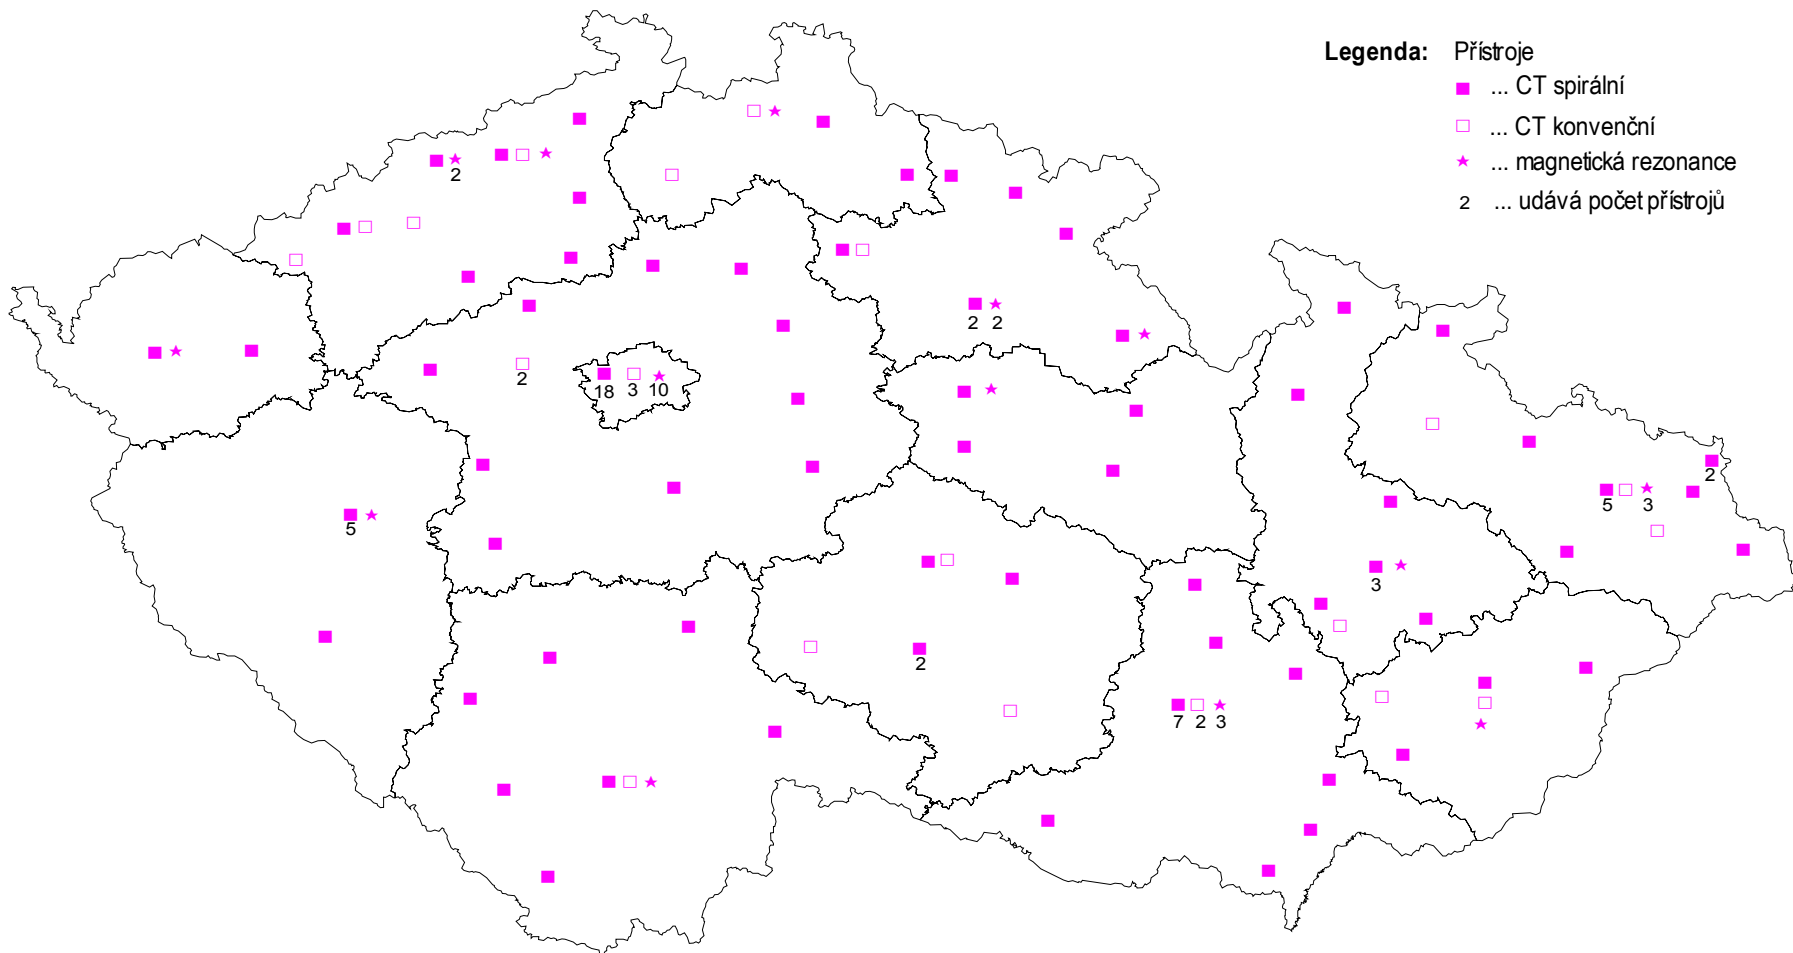 Legenda: Přístroje
... CT spirální
... CT konvenční
... magnetická rezonance
2 ... udává počet přístrojů
2
2 2
2
18 3 10
2
5 3
5
3
2
7 2 3